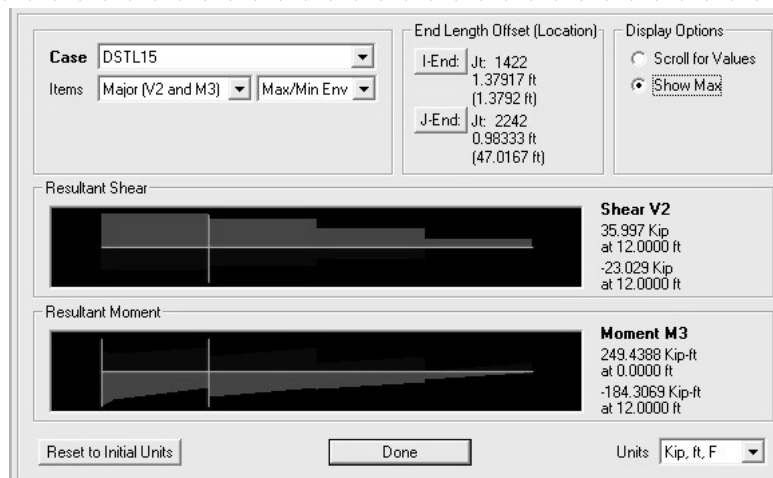 Case DSTL15
Items Major (V2 and M3) Max/Min Env
End Length Offset (Location)
I-End: Jt: 1422
1.37917 ft
(1.3792 ft)
J-End: Jt: 2242
0.98333 ft
(47.0167 ft)
Display Options
Scroll for Values
Show Max
Resultant Shear
Shear V2
35.997 Kip
at 12.0000 ft
-23.029 Kip
at 12.0000 ft
Resultant Moment
Moment M3
249.4388 Kip-ft
at 0.0000 ft
-184.3069 Kip-ft
at 12.0000 ft
Reset to Initial Units
Done
Units Kip, ft, F